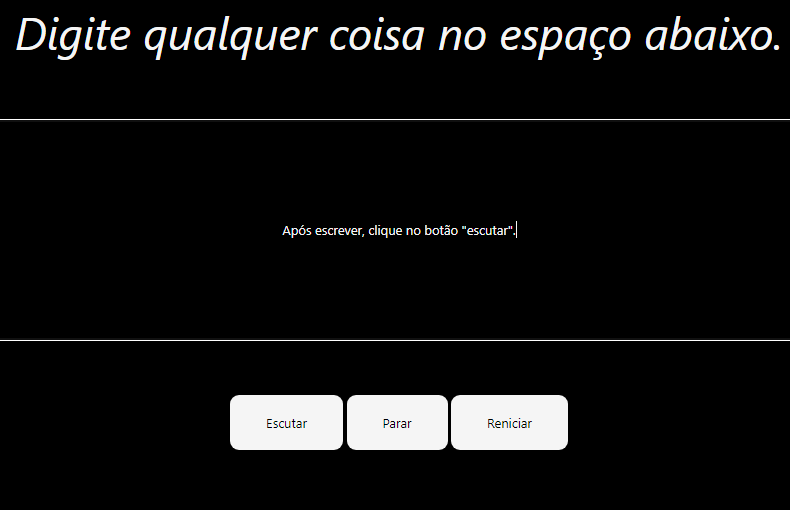 Digite qualquer coisa no espaço abaixo.
Após escrever, clique no botão "escutar".
Escutar
Parar
Reniciar